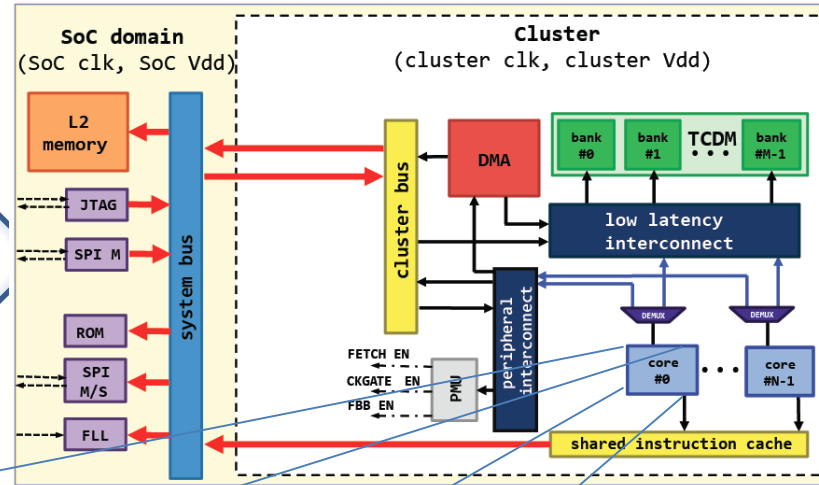 SoC domain
(SoC clk, SoC Vdd)
Cluster
(cluster clk, cluster Vdd)
L2
memory
JTAG
SPI M
ROM
SPI
M/S
FLL
system bus
cluster bus
DMA
bank
#0
bank
#1
TCDM
• • •
bank
#M-1
low latency
interconnect
peripheral
interconnect
DEMUX
DEMUX
FETCH EN
CKGATE EN
FBB EN
PMU
core
#0
• • •
core
#N-1
shared instruction cache